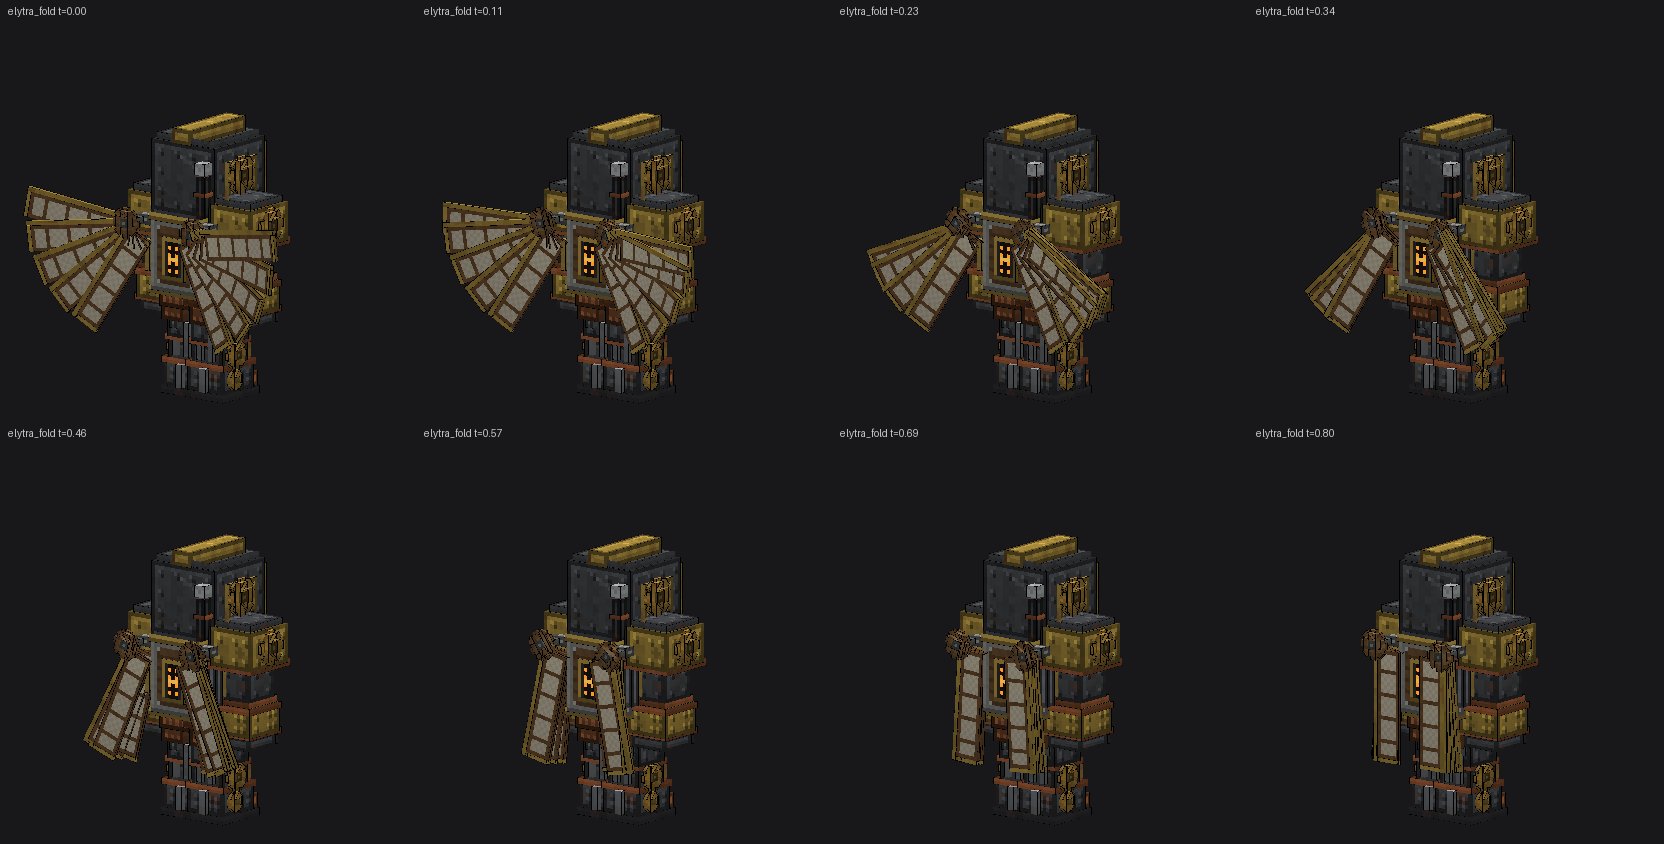 elytra_fold t=0.00
elytra_fold t=0.11
elytra_fold t=0.23
elytra_fold t=0.34
elytra_fold t=0.46
elytra_fold t=0.57
elytra_fold t=0.69
elytra_fold t=0.80